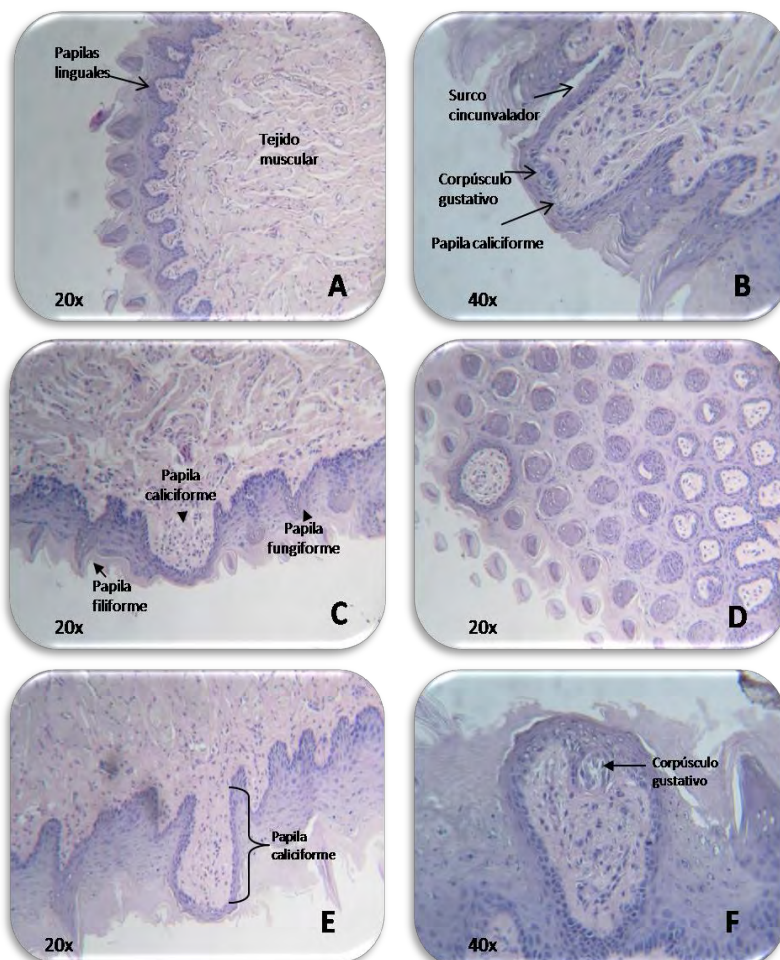 Papilas
linguales
Tejido
muscular
A
20x
Surco
cincunvalador
Corpúsculo
gustativo
Papila caliciforme
B
40x
Papila
caliciforme
Papila
fungiforme
Papila
filiforme
C
20x
D
20x
Papila
caliciforme
E
20x
Corpúsculo
gustativo
F
40x